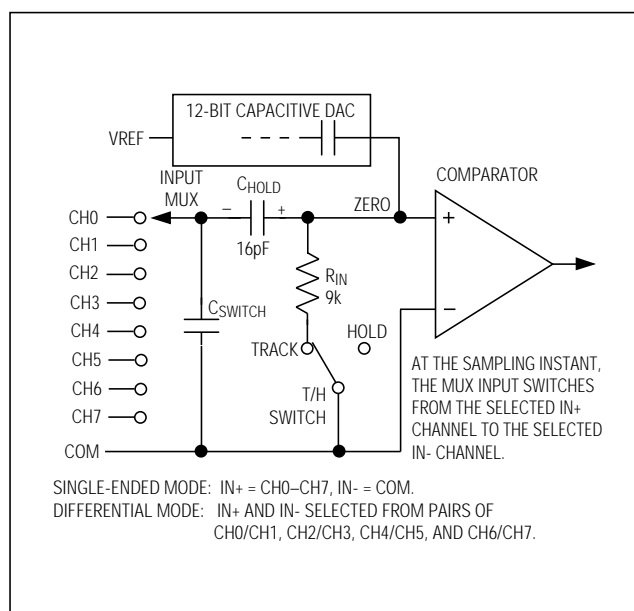 12-BIT CAPACITIVE DAC
VREF
INPUT
MUX
CHOLD
– +
16pF
ZERO
COMPARATOR
+
–
CH0
CH1
CH2
CH3
CH4
CH5
CH6
CH7
COM
CSWITCH
RIN
9k
TRACK
HOLD
T/H
SWITCH
AT THE SAMPLING INSTANT,
THE MUX INPUT SWITCHES
FROM THE SELECTED IN+
CHANNEL TO THE SELECTED
IN- CHANNEL.
SINGLE-ENDED MODE: IN+ = CH0–CH7, IN- = COM.
DIFFERENTIAL MODE: IN+ AND IN- SELECTED FROM PAIRS OF
CH0/CH1, CH2/CH3, CH4/CH5, AND CH6/CH7.